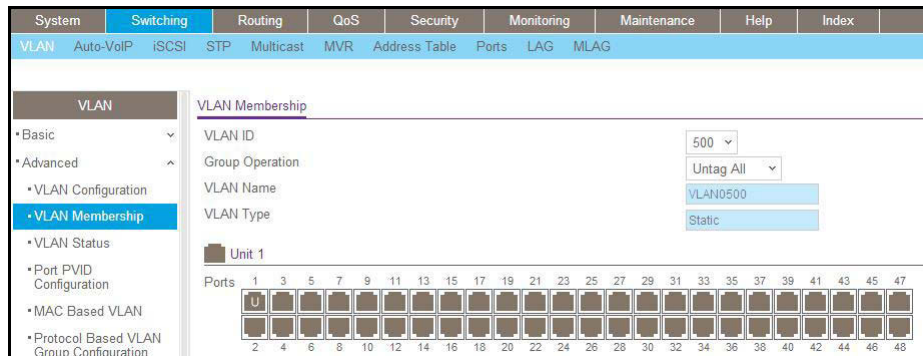 System Switching Routing QoS Security Monitoring Maintenance Help Index
VLAN Auto-VoIP iSCSI STP Multicast MVR Address Table Ports LAG MLAG
VLAN
Basic
Advanced
VLAN Configuration
VLAN Membership
VLAN Status
Port PVID
Configuration
MAC Based VLAN
Protocol Based VLAN
Group Configuration
VLAN Membership
VLAN ID 500
Group Operation Untag All
VLAN Name VLAN0500
VLAN Type Static
Unit 1
Ports 1 3 5 7 9 11 13 15 17 19 21 23 25 27 29 31 33 35 37 39 41 43 45 47
U
2 4 6 8 10 12 14 16 18 20 22 24 26 28 30 32 34 36 38 40 42 44 46 48